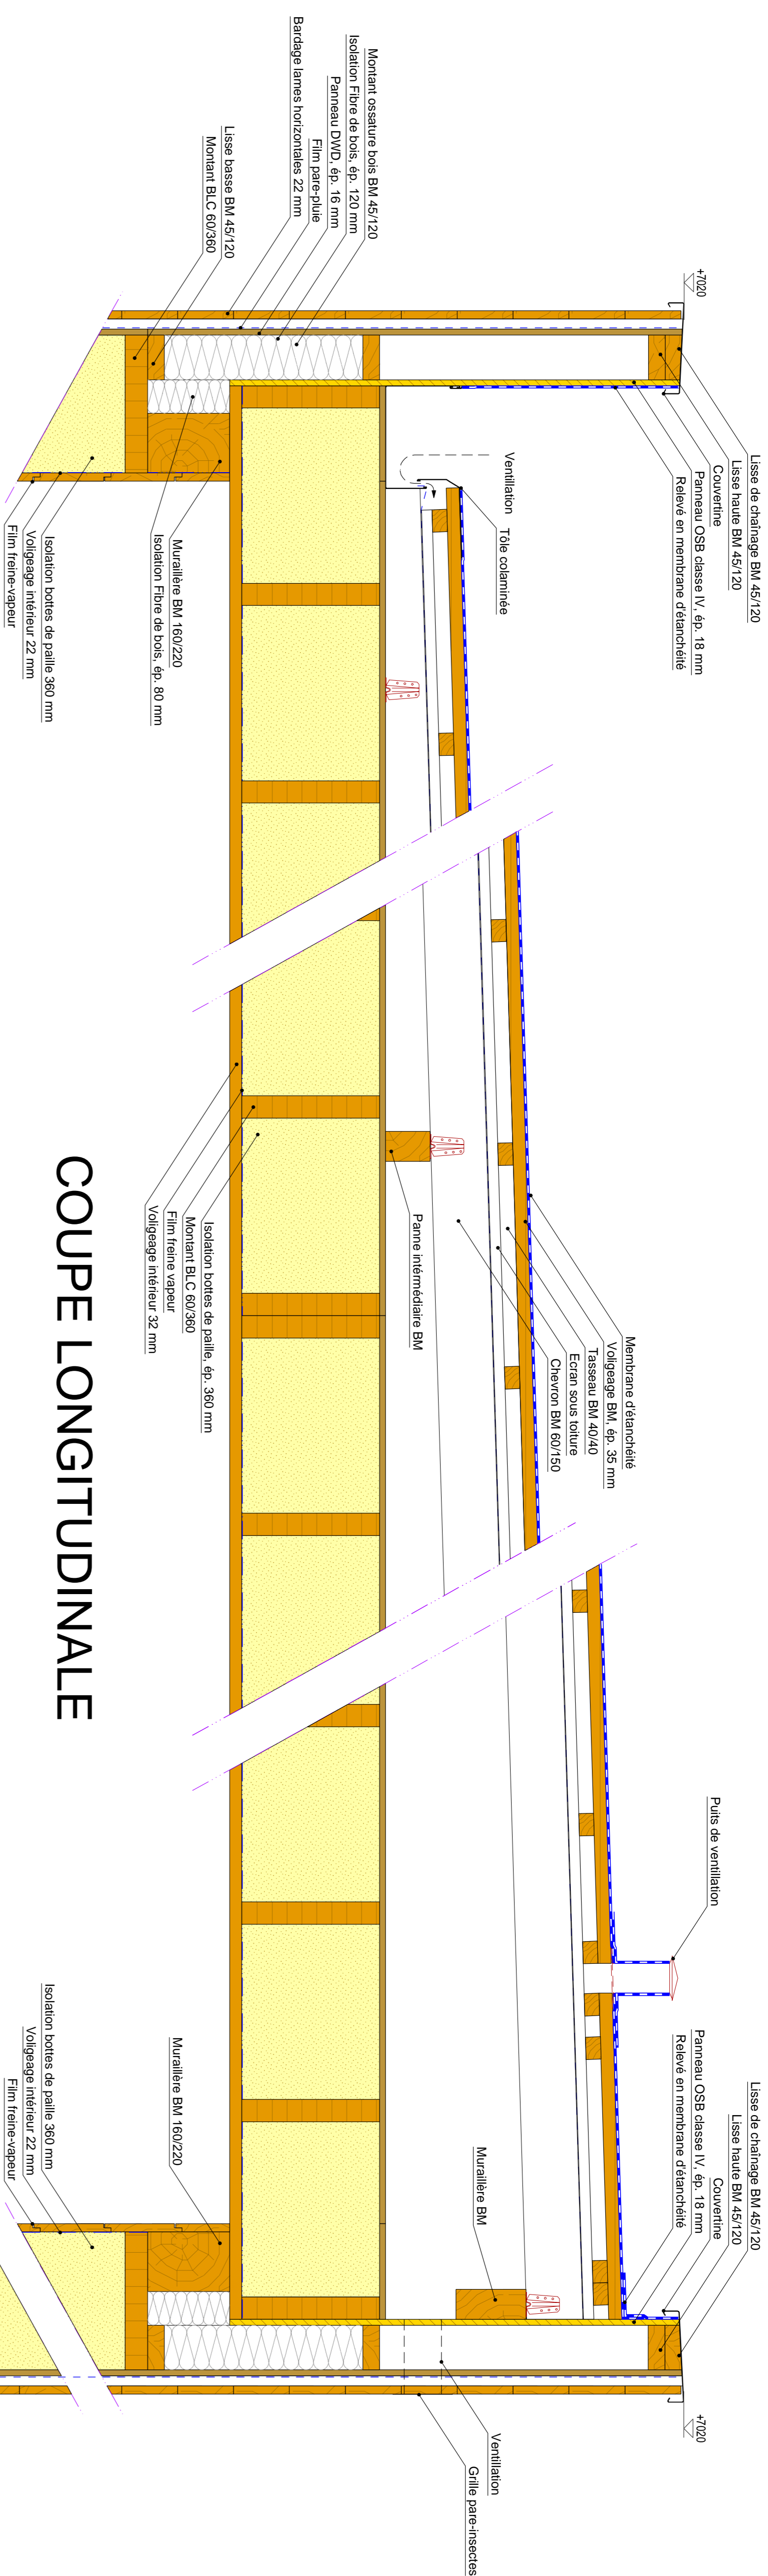 +7020
Lisse de chaînage BM 45/120
Lisse haute BM 45/120
Couvertine
Panneau OSB classe IV, ép. 18 mm
Relevé en membrane d'étanchéité
Montant ossature bois BM 45/120
Isolation Fibre de bois, ép. 120 mm
Panneau DWD, ép. 16 mm
Film pare-pluie
Bardage lames horizontales 22 mm
Lisse basse BM 45/120
Montant BLC 60/360
Ventillation
Tôle colaminée
Muraillère BM 160/220
Isolation Fibre de bois, ép. 80 mm
Isolation bottes de paille 360 mm
Voligeage intérieur 22 mm
Film freine-vapeur
Membrane d'étanchéité
Voligeage BM, ép. 35 mm
Tasseau BM 40/40
Ecran sous toiture
Chevron BM 60/150
Panne intérmédiaire BM
Isolation bottes de paille, ép. 360 mm
Montant BLC 60/360
Film freine vapeur
Voligeage intérieur 32 mm
Puits de ventillation
+7020
Lisse de chaînage BM 45/120
Lisse haute BM 45/120
Couvertine
Panneau OSB classe IV, ép. 18 mm
Relevé en membrane d'étanchéité
Muraillère BM
Ventillation
Grille pare-insectes
Muraillère BM 160/220
Isolation bottes de paille 360 mm
Voligeage intérieur 22 mm
Film freine-vapeur
COUPE LONGITUDINALE